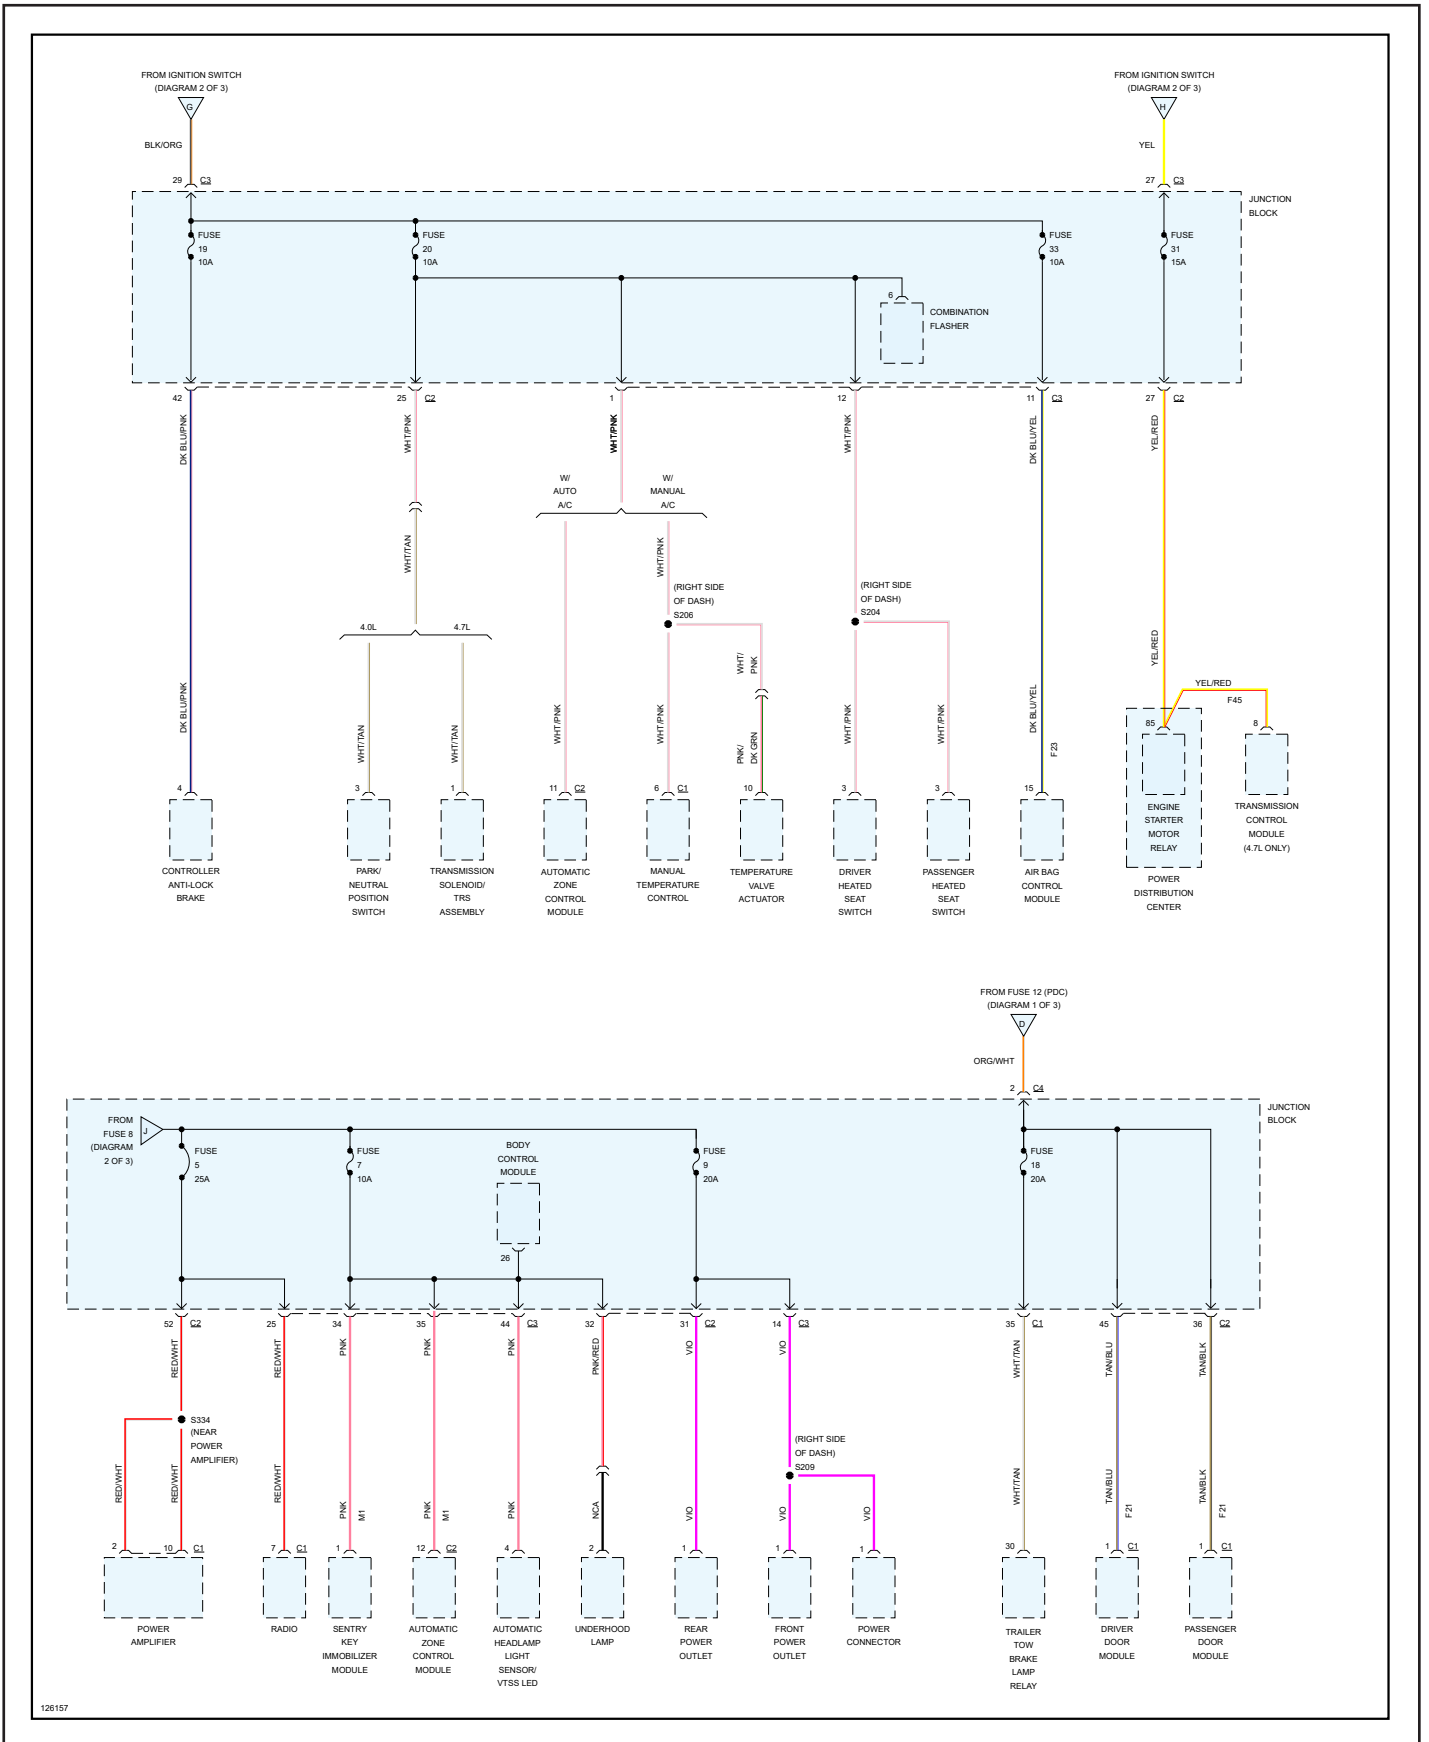 FROM IGNITION SWITCH
(DIAGRAM 2 OF 3)
G
BLK/ORG
29 C3
FROM IGNITION SWITCH
(DIAGRAM 2 OF 3)
H
YEL
27 C3
JUNCTION
BLOCK
FUSE
19
10A
FUSE
20
10A
FUSE
33
10A
FUSE
31
15A
6
COMBINATION
FLASHER
42
25 C2
1
12
11 C3
27 C2
DK BLU/PNK
WHT/PNK
WHT/PNK
WHT/PNK
DK BLU/YEL
YEL/RED
W/
AUTO
A/C
W/
MANUAL
A/C
WHT/TAN
WHT/PNK
(RIGHT SIDE
OF DASH)
S206
(RIGHT SIDE
OF DASH)
S204
4.0L
4.7L
WHT/
PNK
YEL/RED
YEL/RED
F45
DK BLU/PNK
WHT/TAN
WHT/TAN
WHT/PNK
WHT/PNK
PNK/
DK GRN
WHT/PNK
WHT/PNK
DK BLU/YEL
F23
85
8
4
3
1
11 C2
6 C1
10
3
3
15
CONTROLLER
ANTI-LOCK
BRAKE
PARK/
NEUTRAL
POSITION
SWITCH
TRANSMISSION
SOLENOID/
TRS
ASSEMBLY
AUTOMATIC
ZONE
CONTROL
MODULE
MANUAL
TEMPERATURE
CONTROL
TEMPERATURE
VALVE
ACTUATOR
DRIVER
HEATED
SEAT
SWITCH
PASSENGER
HEATED
SEAT
SWITCH
AIR BAG
CONTROL
MODULE
ENGINE
STARTER
MOTOR
RELAY
POWER
DISTRIBUTION
CENTER
TRANSMISSION
CONTROL
MODULE
(4.7L ONLY)
FROM FUSE 12 (PDC)
(DIAGRAM 1 OF 3)
D
ORG/WHT
2 C4
JUNCTION
BLOCK
FROM
FUSE 8
(DIAGRAM
2 OF 3)
J
FUSE
5
25A
FUSE
7
10A
BODY
CONTROL
MODULE
26
FUSE
9
20A
FUSE
18
20A
52 C2
25
34
35
44 C3
32
31 C2
14 C3
35 C1
45
36 C2
RED/WHT
RED/WHT
PNK
PNK
PNK
PNK/RED
VIO
VIO
WHT/TAN
TAN/BLU
TAN/BLK
S334
(NEAR
POWER
AMPLIFIER)
(RIGHT SIDE
OF DASH)
S209
RED/WHT
RED/WHT
RED/WHT
PNK
M1
PNK
M1
PNK
NCA
VIO
VIO
VIO
WHT/TAN
TAN/BLU
F21
TAN/BLK
F21
2
10 C1
7 C1
1
12 C2
4
2
1
1
1
30
1 C1
1 C1
POWER
AMPLIFIER
RADIO
SENTRY
KEY
IMMOBILIZER
MODULE
AUTOMATIC
ZONE
CONTROL
MODULE
AUTOMATIC
HEADLAMP
LIGHT
SENSOR/
VTSS LED
UNDERHOOD
LAMP
REAR
POWER
OUTLET
FRONT
POWER
OUTLET
POWER
CONNECTOR
TRAILER
TOW
BRAKE
LAMP
RELAY
DRIVER
DOOR
MODULE
PASSENGER
DOOR
MODULE
126157